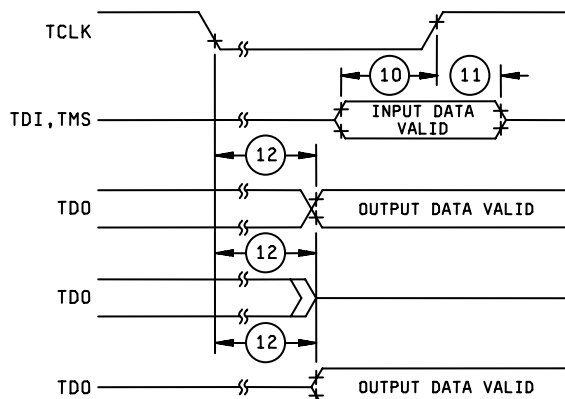 TCLK
10
11
TDI,TMS
INPUT DATA
VALID
12
TDO
OUTPUT DATA VALID
12
TDO
12
TDO
OUTPUT DATA VALID